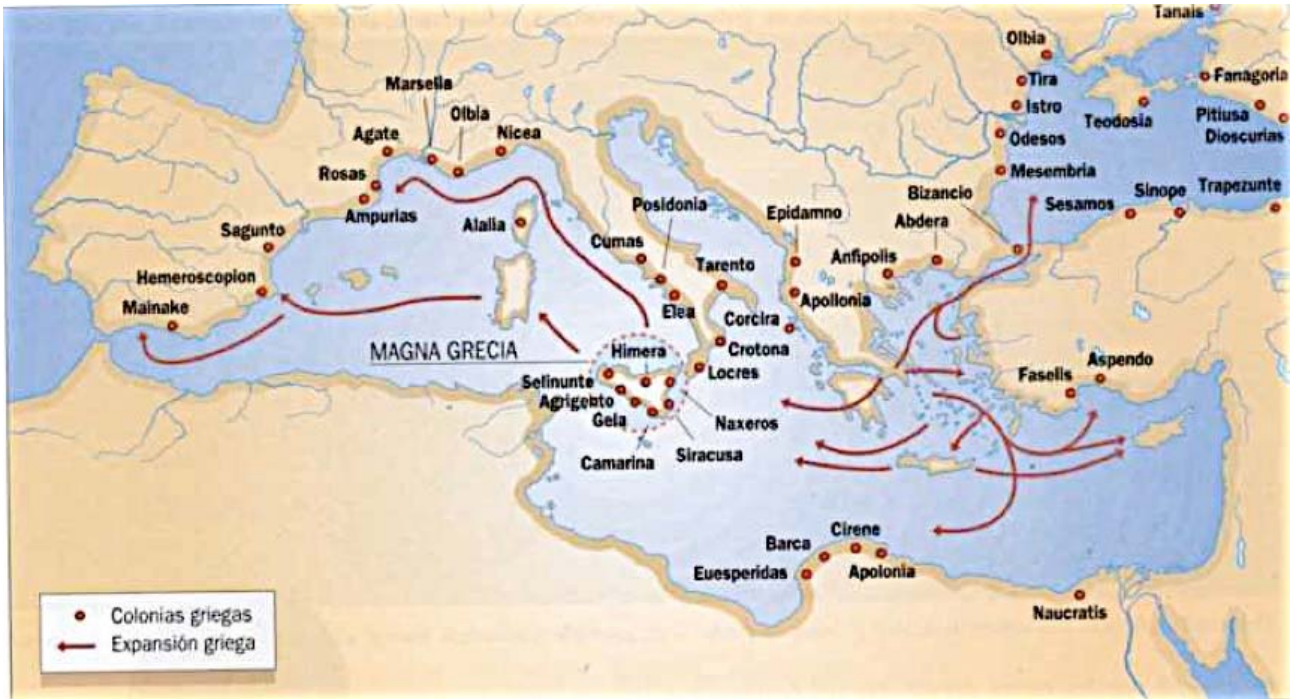 Tanais
Olbia
Marsella
Tira
Fanagoria
Olbia
Istro
Agate
Nicea
Teodosia
Pitiusa
Odesos
Dioscurias
Rosas
Mesembria
Ampurias
Posidonia
Bizancio
Sesamos
Sinope
Trapezunte
Alalia
Epidamno
Abdera
Sagunto
Cumas
Tarento
Anfipolis
Hemeroscopion
Mainake
Elea
Apollonia
Corcira
MAGNA GRECIA
Himera
Crotona
Aspendo
Locres
Faselis
Selinunte
Agrigento
Gela
Naxeros
Camarina
Siracusa
Barca
Cirene
Euesperidas
Apolonia
Naucratis
Colonias griegas
Expansión griega